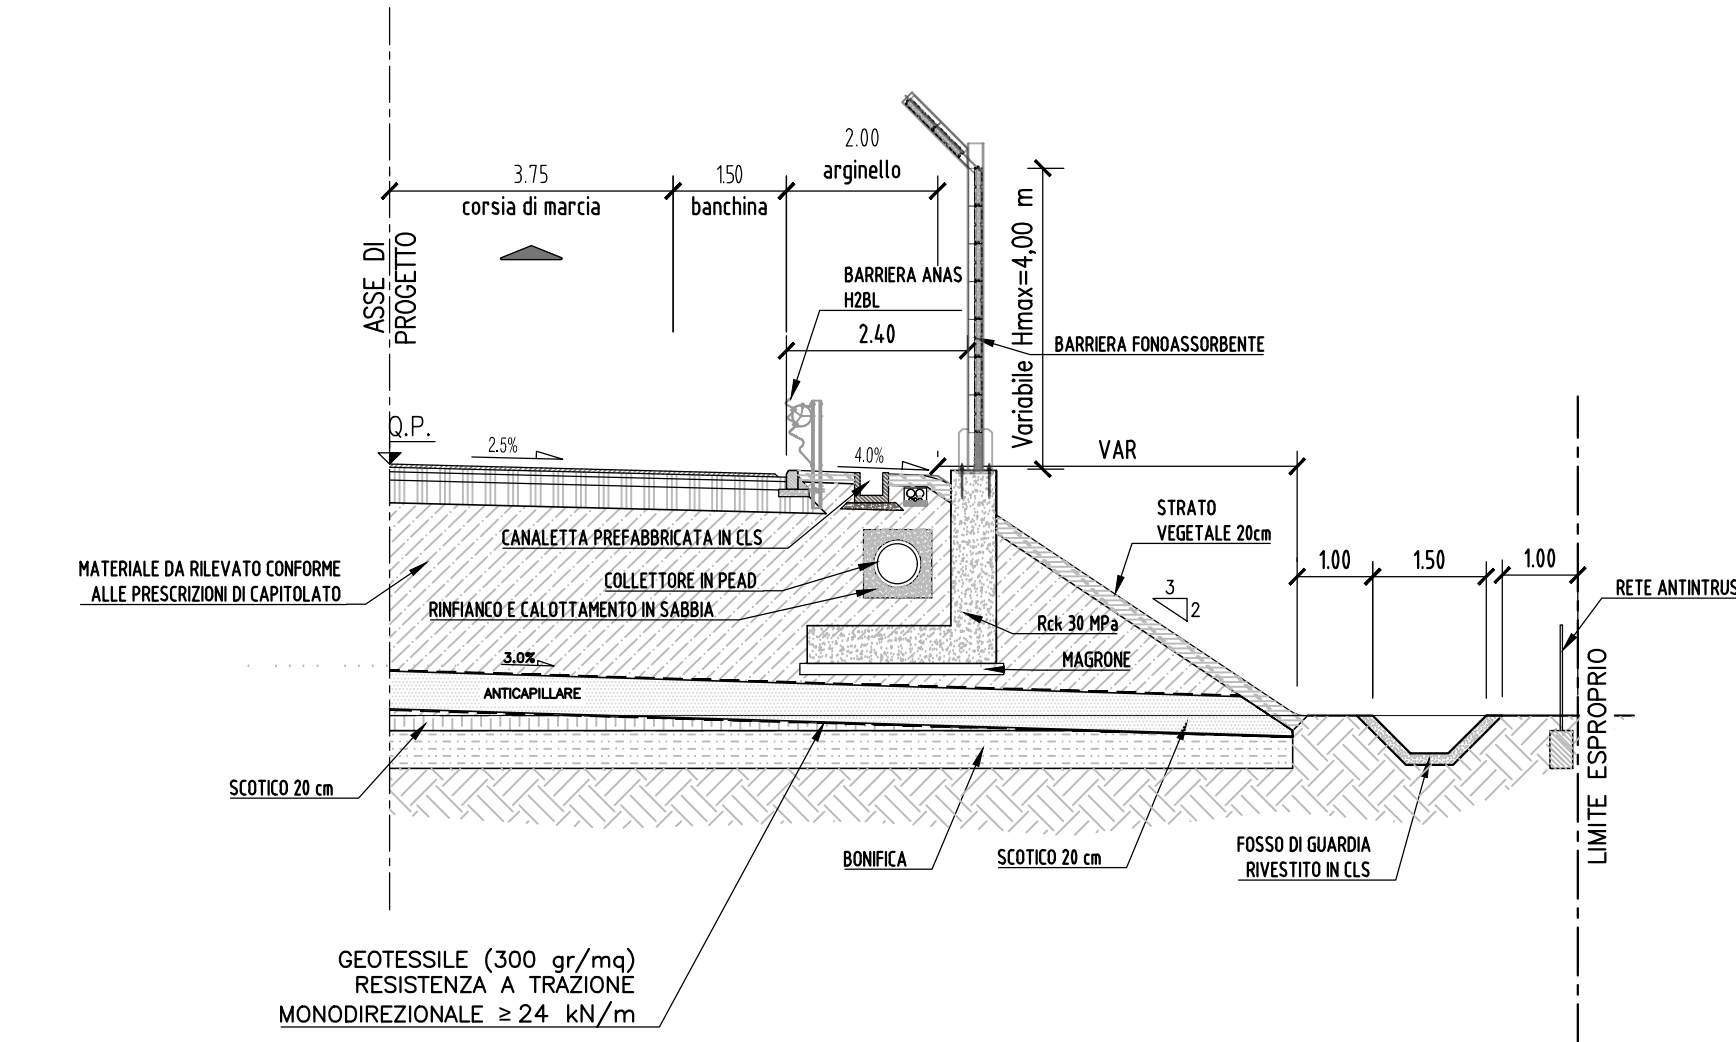 2.00
arginello
3.75
1.50
corsia di marcia
banchina
ASSE DI
PROGETTO
Variabile Hmax=4,00 m
BARRIERA ANAS
H2BL
2.40
BARRIERA FONOASSORBENTE
Q.P.
2.5%
4.0%
VAR
STRATO
VEGETALE 20cm
CANALETTA PREFABBRICATA IN CLS
1.00
1.50
1.00
MATERIALE DA RILEVATO CONFORME
ALLE PRESCRIZIONI DI CAPITOLATO
COLLETTORE IN PEAD
RINFIANCO E CALOTTAMENTO IN SABBIA
3
2
RETE ANTINTRUS
Rck 30 MPa
3.0%
MAGRONE
ANTICAPILLARE
LIMITE ESPROPRIO
SCOTICO 20 cm
BONIFICA
SCOTICO 20 cm
FOSSO DI GUARDIA
RIVESTITO IN CLS
GEOTESSILE (300 gr/mq)
RESISTENZA A TRAZIONE
MONODIREZIONALE ≥24 kN/m